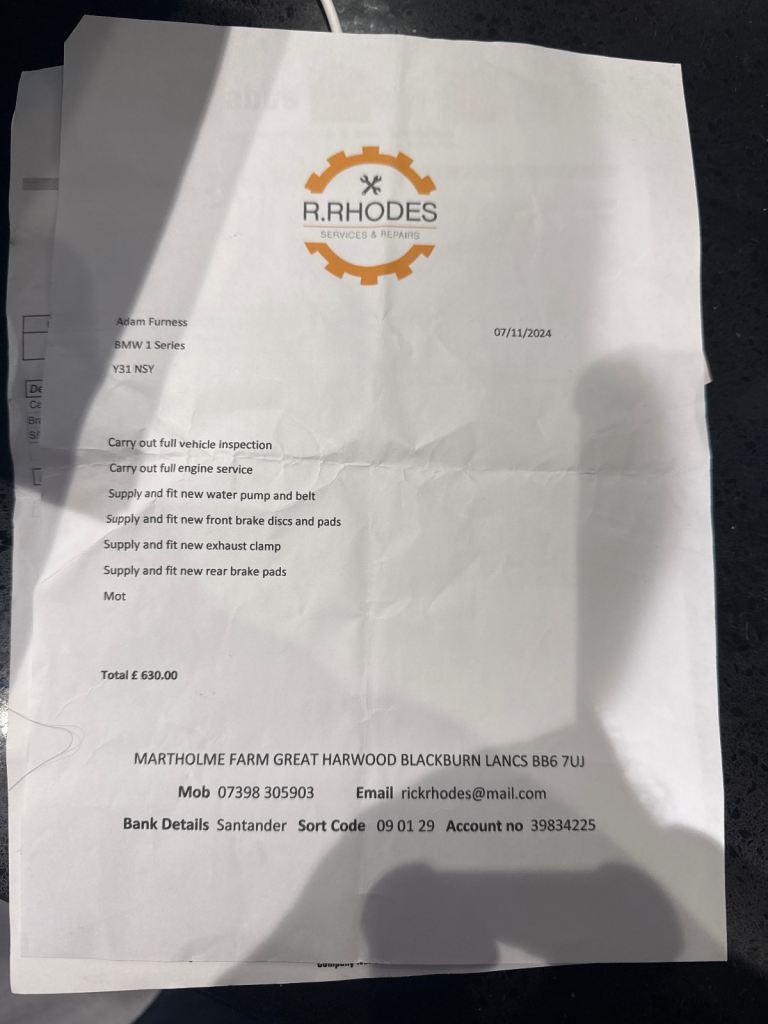 R.RHODES
SERVICES & REPAIRS
Adam Furness
07/11/2024
BMW 1 Series
Y31 NSY
Carry out full vehicle inspection
Carry out full engine service
Supply and fit new water pump and belt
Supply and fit new front brake discs and pads
Supply and fit new exhaust clamp
Supply and fit new rear brake pads
Mot
Total £ 630.00
MARTHOLME FARM GREAT HARWOOD BLACKBURN LANCS BB6 7UJ
Mob 07398 305903 Email rickrhodes@mail.com
Bank Details Santander Sort Code 09 01 29 Account no 39834225